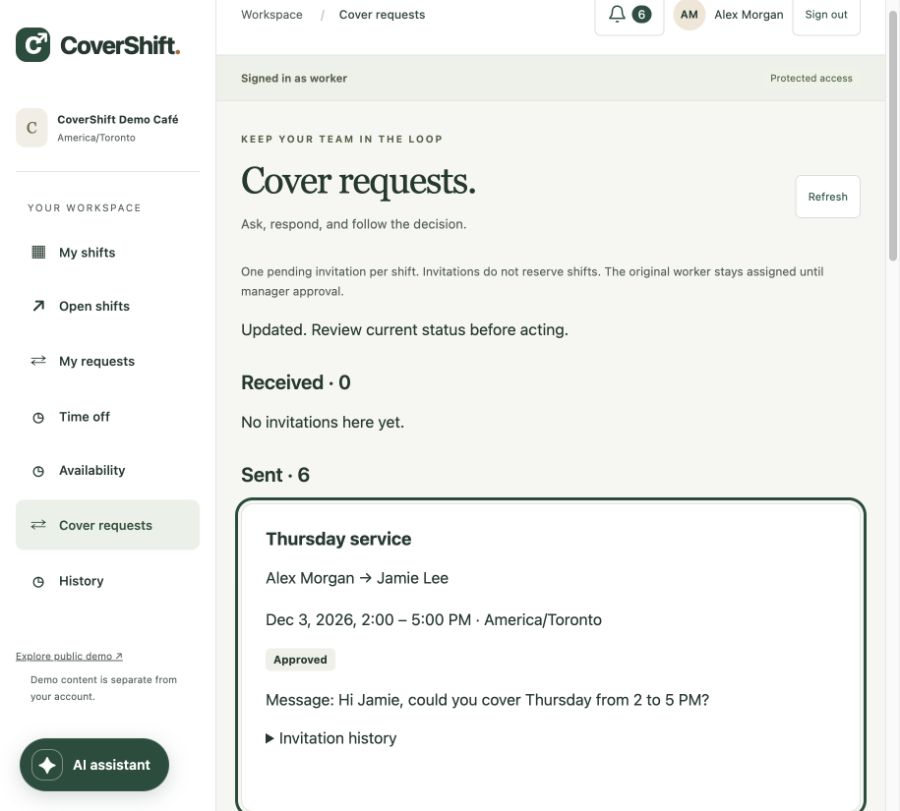 CoverShift.
C
CoverShift Demo Café
America/Toronto
YOUR WORKSPACE
My shifts
Open shifts
My requests
Time off
Availability
Cover requests
History
Explore public demo ↗
Demo content is separate from
your account.
AI assistant
Workspace / Cover requests
6
AM
Alex Morgan
Sign out
Signed in as worker
Protected access
KEEP YOUR TEAM IN THE LOOP
Cover requests.
Refresh
Ask, respond, and follow the decision.
One pending invitation per shift. Invitations do not reserve shifts. The original worker stays assigned until
manager approval.
Updated. Review current status before acting.
Received · 0
No invitations here yet.
Sent · 6
Thursday service
Alex Morgan → Jamie Lee
Dec 3, 2026, 2:00 – 5:00 PM · America/Toronto
Approved
Message: Hi Jamie, could you cover Thursday from 2 to 5 PM?
▶ Invitation history